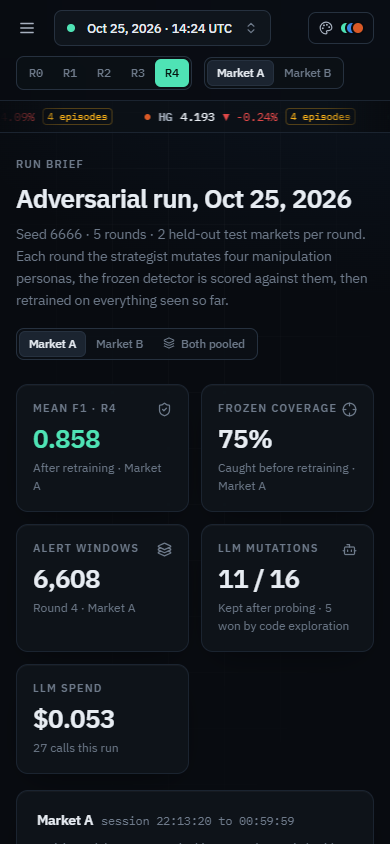 Oct 25, 2026 · 14:24 UTC
R0 R1 R2 R3 R4 Market A Market B
4 episodes HG 4.193 ▼ -0.24% 4 episodes
RUN BRIEF
Adversarial run, Oct 25, 2026
Seed 6666 · 5 rounds · 2 held-out test markets per round.
Each round the strategist mutates four manipulation
personas, the frozen detector is scored against them, then
retrained on everything seen so far.
Market A Market B Both pooled
MEAN F1 · R4
0.858
After retraining · Market
A
FROZEN COVERAGE
75%
Caught before retraining ·
Market A
ALERT WINDOWS
6,608
Round 4 · Market A
LLM MUTATIONS
11 / 16
Kept after probing · 5
won by code exploration
LLM SPEND
$0.053
27 calls this run
Market A session 22:13:20 to 00:59:59